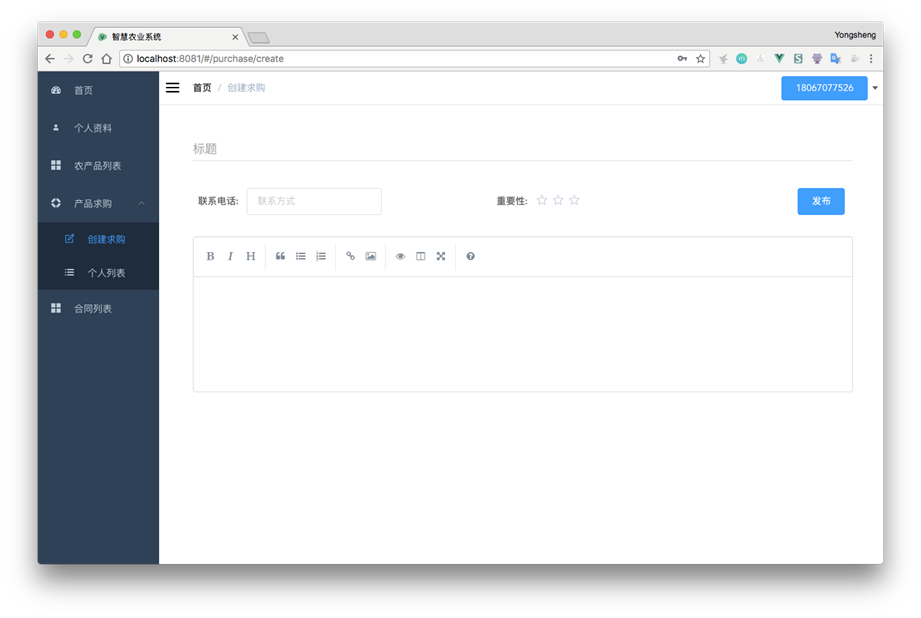 智慧农业系统
Yongsheng
localhost:8081/#/purchase/create
首页
个人资料
农产品列表
产品求购
创建求购
个人列表
合同列表
首页 / 创建求购
18067077526
标题
联系电话: 联系方式
重要性:
发布
B I H